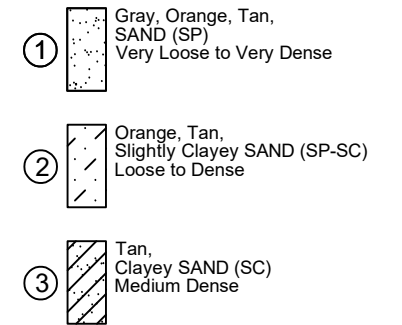 1
Gray, Orange, Tan,
SAND (SP)
Very Loose to Very Dense
2
Orange, Tan,
Slightly Clayey SAND (SP-SC)
Loose to Dense
3
Tan,
Clayey SAND (SC)
Medium Dense